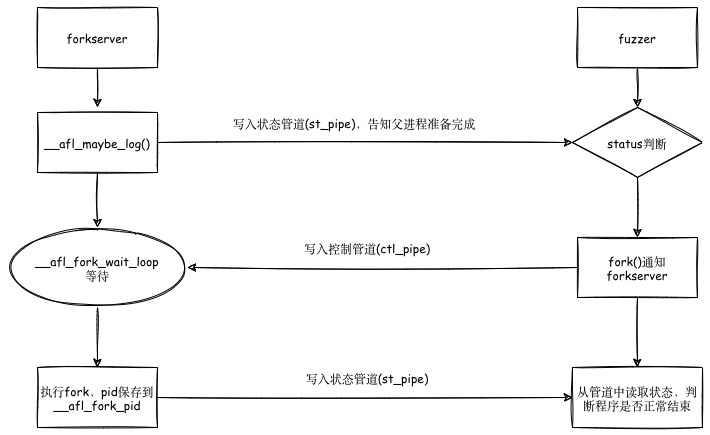 forkserver
fuzzer
写入状态管道(st_pipe)，告知父进程准备完成
__afl_maybe_log()
status判断
写入控制管道(ctl_pipe)
__afl_fork_wait_loop
等待
fork()通知
forkserver
写入状态管道(st_pipe)
执行fork，pid保存到
__afl_fork_pid
从管道中读取状态，判
断程序是否正常结束